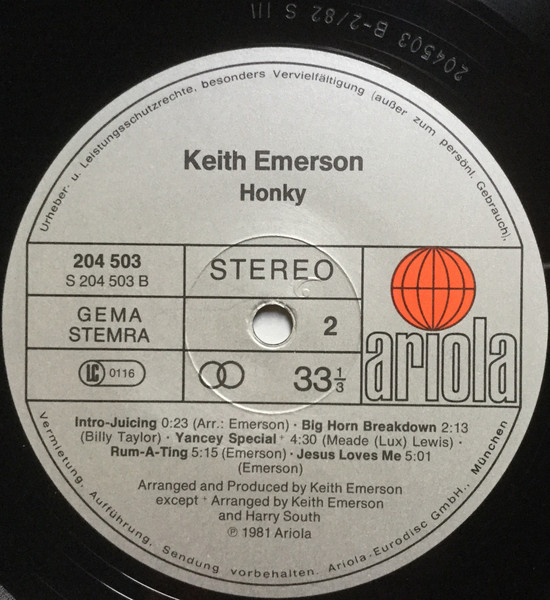 204503 B-2/82 S III
Urheber- u. Leistungsschutzrechte, besonders Vervielfältigung (außer zum persönl. Gebrauch),
Keith Emerson
Honky
204 503
S 204 503 B
STEREO
GEMA
STEMRA
2
ariola
LC 0116
33 1/3
Intro-Juicing 0:23 (Arr.: Emerson) · Big Horn Breakdown 2:13
(Billy Taylor) · Yancey Special + 4:30 (Meade (Lux) Lewis) ·
Rum-A-Ting 5:15 (Emerson) · Jesus Loves Me 5:01
(Emerson)
Arranged and Produced by Keith Emerson
except + Arranged by Keith Emerson
and Harry South
℗ 1981 Ariola
Vermietung, Aufführung, Sendung vorbehalten. Ariola-Eurodisc GmbH., München